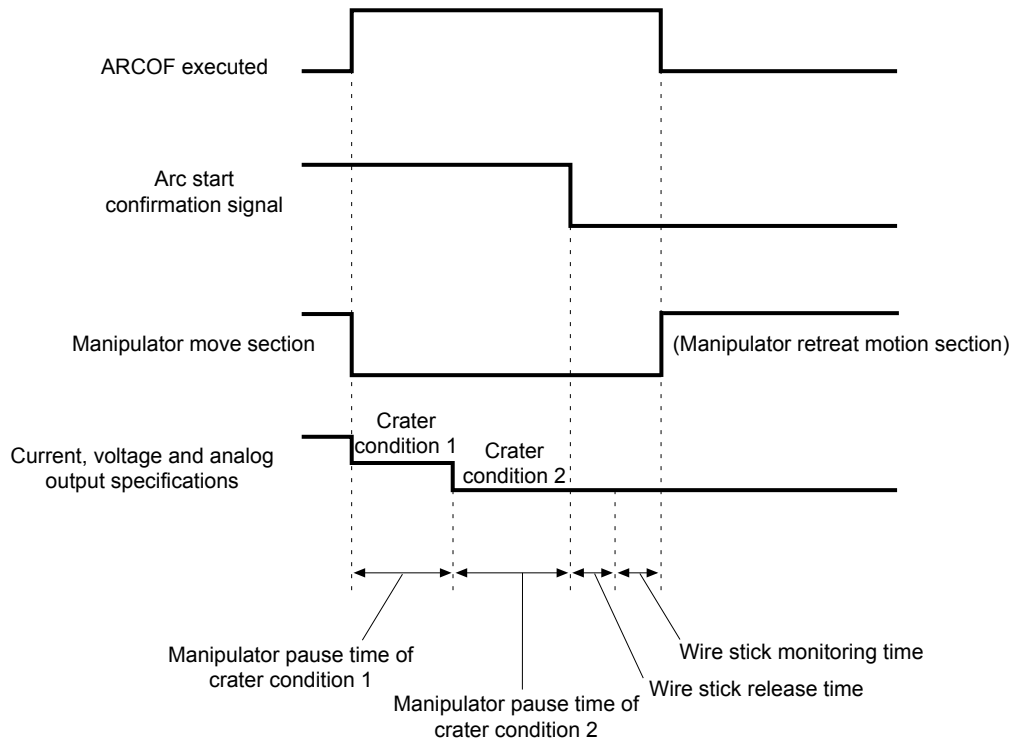 ARCOF executed
Arc start
confirmation signal
Manipulator move section
(Manipulator retreat motion section)
Current, voltage and analog
output specifications
Crater
condition 1
Crater
condition 2
Manipulator pause time of
crater condition 1
Manipulator pause time of
crater condition 2
Wire stick monitoring time
Wire stick release time